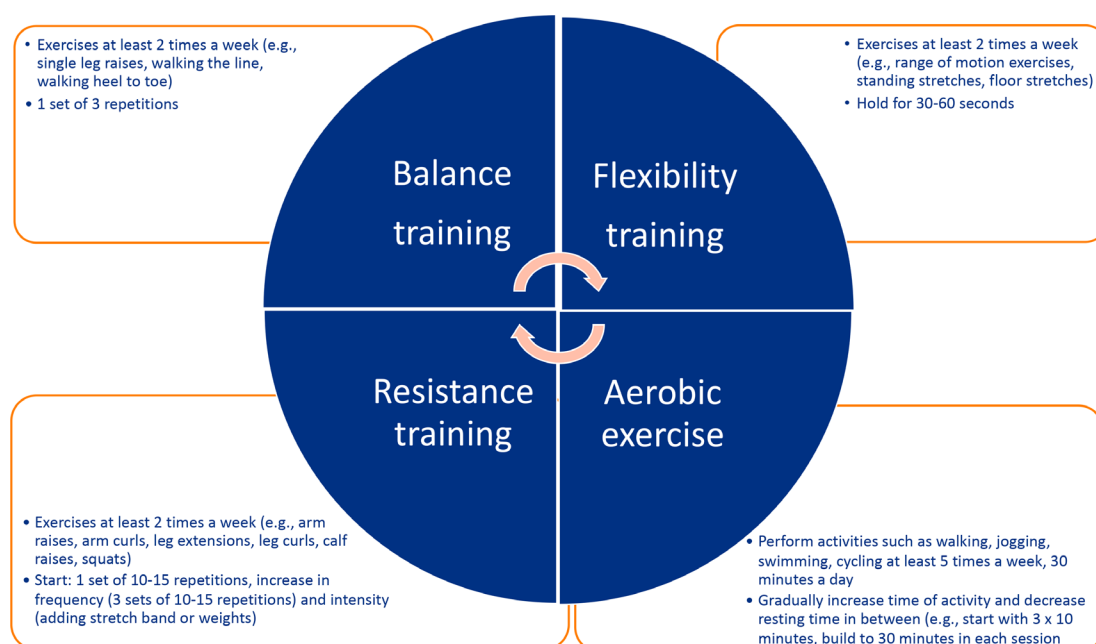 • Exercises at least 2 times a week (e.g.,
single leg raises, walking the line,
walking heel to toe)
• 1 set of 3 repetitions
• Exercises at least 2 times a week
(e.g., range of motion exercises,
standing stretches, floor stretches)
• Hold for 30-60 seconds
Balance
training
Flexibility
training
Resistance
training
Aerobic
exercise
• Exercises at least 2 times a week (e.g., arm
raises, arm curls, leg extensions, leg curls, calf
raises, squats)
• Start: 1 set of 10-15 repetitions, increase in
frequency (3 sets of 10-15 repetitions) and intensity
(adding stretch band or weights)
• Perform activities such as walking, jogging,
swimming, cycling at least 5 times a week, 30
minutes a day
• Gradually increase time of activity and decrease
resting time in between (e.g., start with 3 x 10
minutes, build to 30 minutes in each session